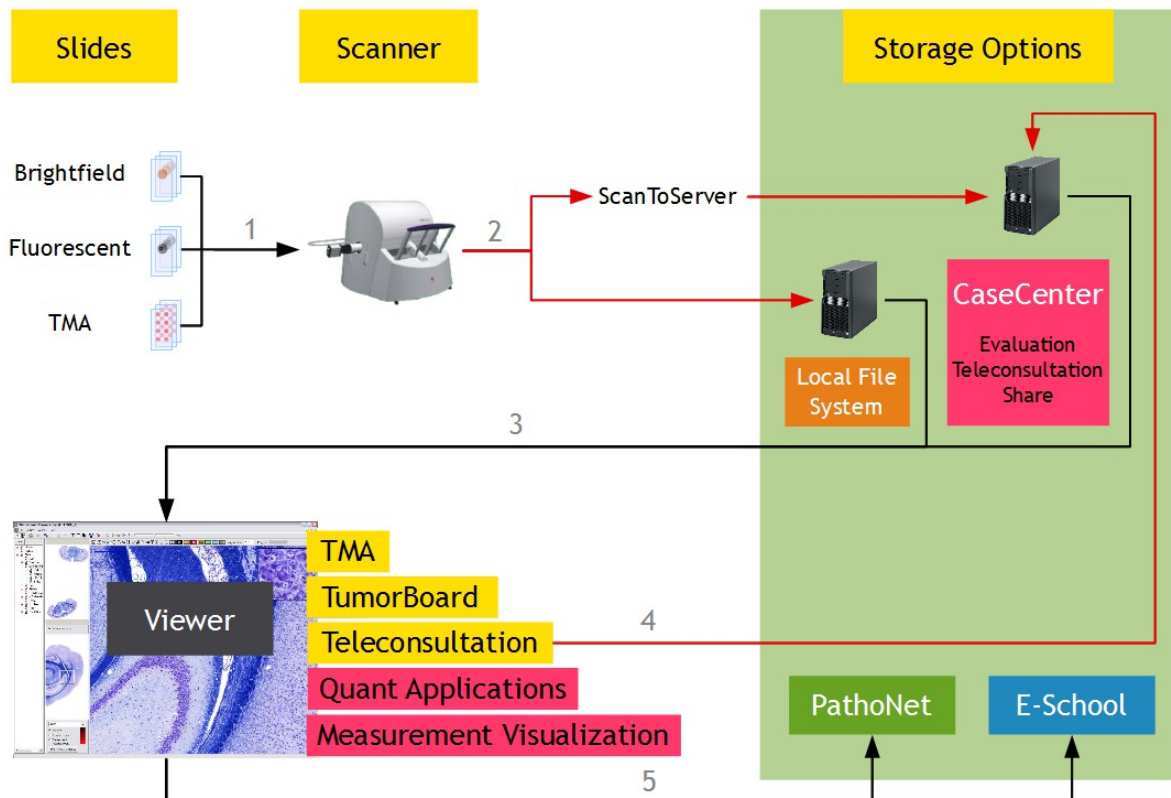 Slides
Scanner
Storage Options
Brightfield
Fluorescent
TMA
1
2
ScanToServer
CaseCenter
Evaluation
Teleconsultation
Share
Local File
System
3
Viewer
TMA
TumorBoard
Teleconsultation
4
Quant Applications
Measurement Visualization
PathoNet
E-School
5